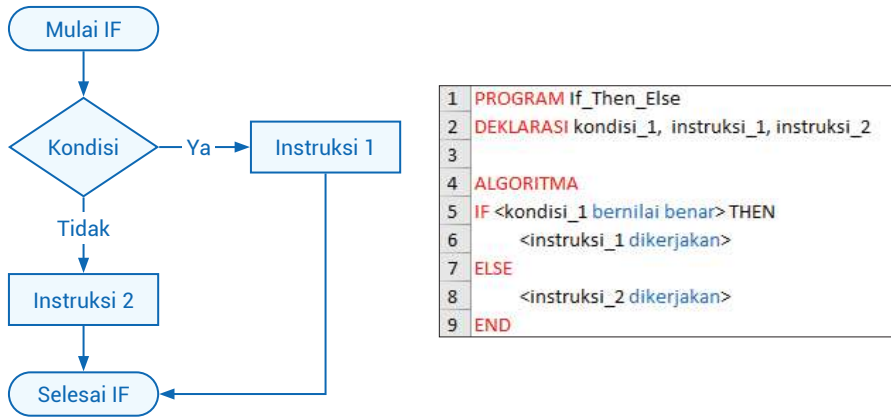 Mulai IF
Kondisi
Ya
Instruksi 1
Tidak
Instruksi 2
Selesai IF
1 PROGRAM If_Then_Else
2 DEKLARASI kondisi_1, instruksi_1, instruksi_2
3
4 ALGORITMA
5 IF <kondisi_1 bernilai benar> THEN
6 <instruksi_1 dikerjakan>
7 ELSE
8 <instruksi_2 dikerjakan>
9 END